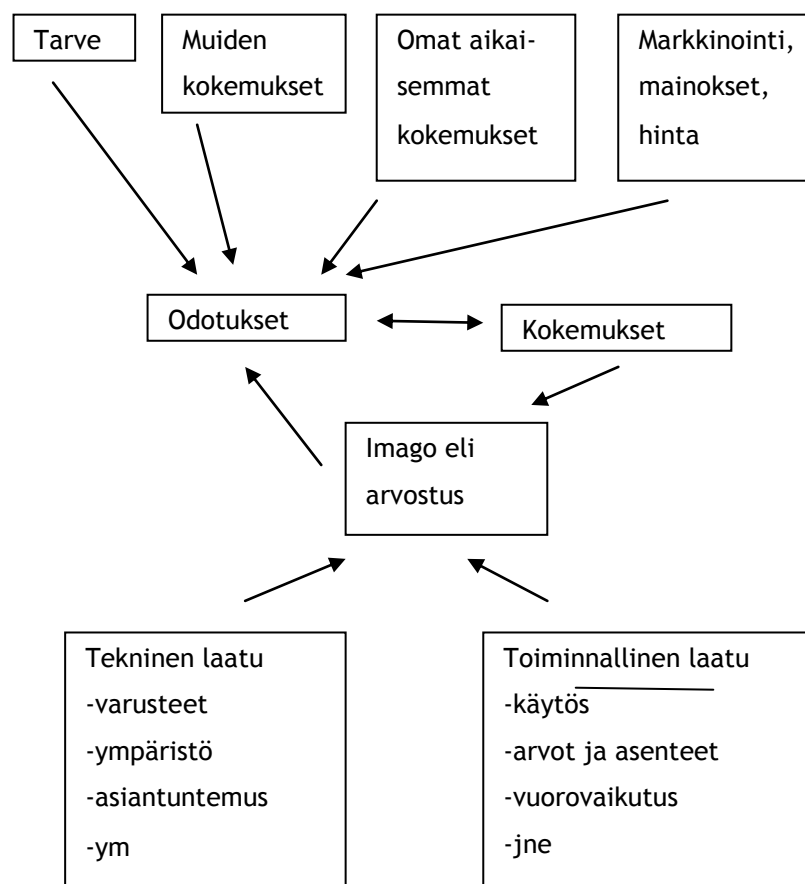 Tarve
Muiden
kokemukset
Omat aikai-
semmat
kokemukset
Markkinointi,
mainokset,
hinta
Odotukset
Kokemukset
Imago eli
arvostus
Tekninen laatu
-varusteet
-ympäristö
-asiantuntemus
-ym
Toiminnallinen laatu
-käytös
-arvot ja asenteet
-vuorovaikutus
-jne